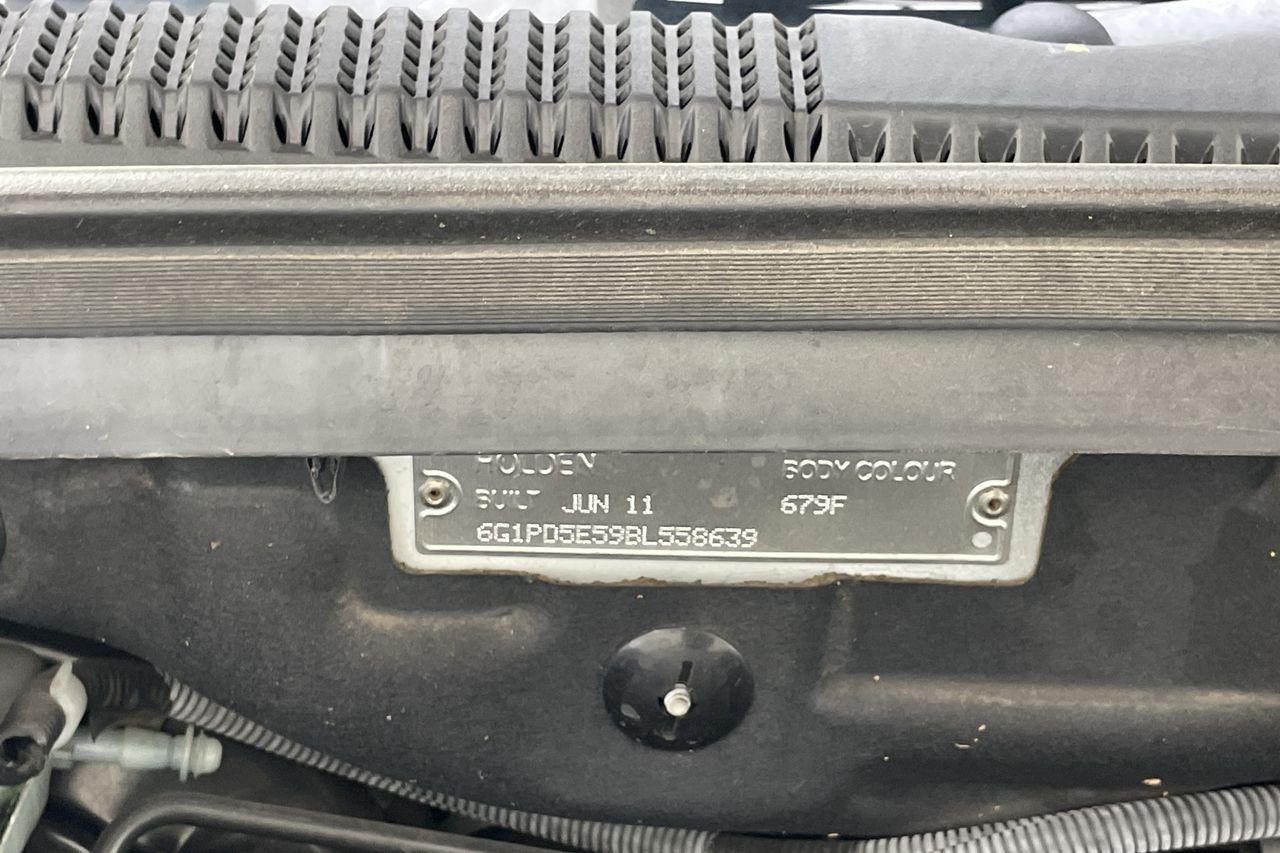 HOLDEN BODY COLOUR
BUILT JUN 11 679F
6G1PD5E59BL558639